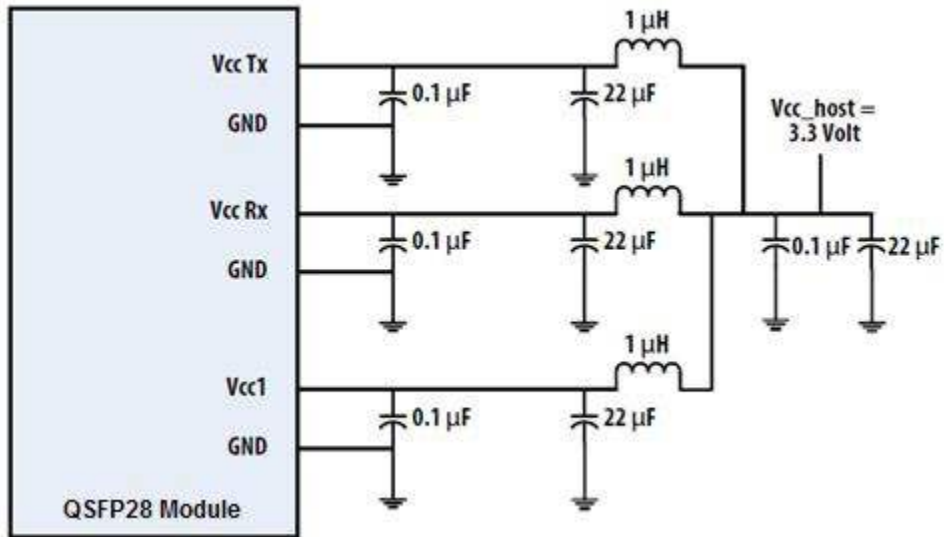 1 μH
Vcc Tx
0.1 μF
22 μF
GND
Vcc_host =
3.3 Volt
1 μH
Vcc Rx
0.1 μF
22 μF
0.1 μF
22 μF
GND
1 μH
Vcc1
0.1 μF
22 μF
GND
QSFP28 Module